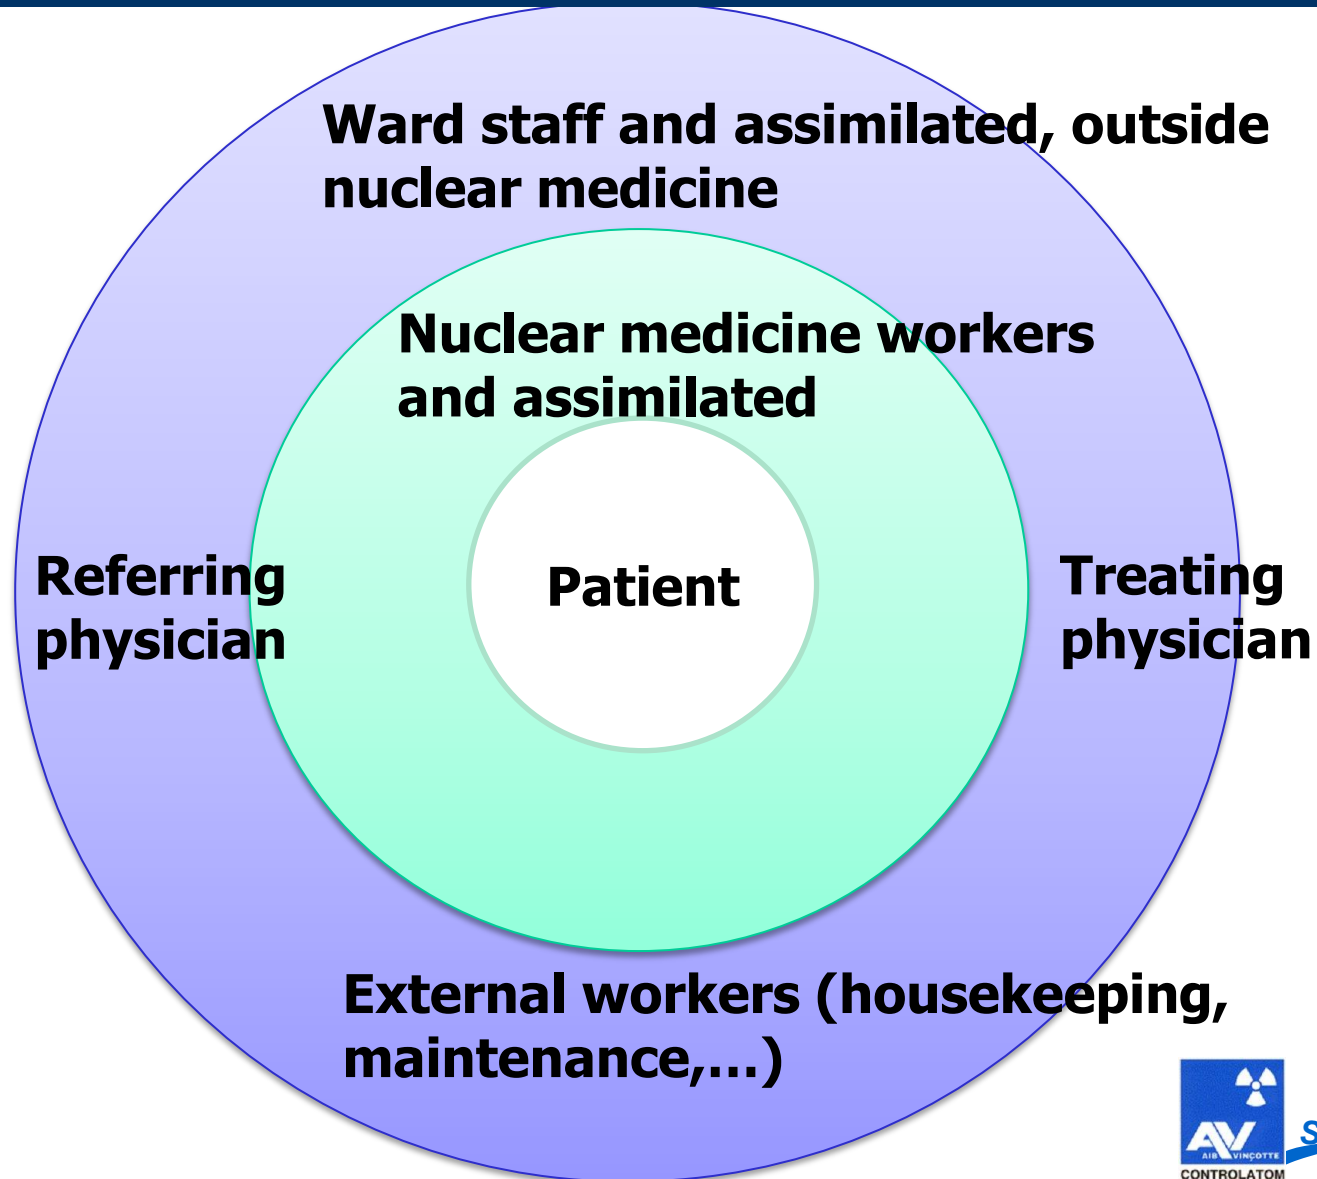 Ward staff and assimilated, outside
nuclear medicine
Nuclear medicine workers
and assimilated
Referring
physician
Patient
Treating
physician
External workers (housekeeping,
maintenance,...)
AV
AIB VINÇOTTE
CONTROLATOM
S